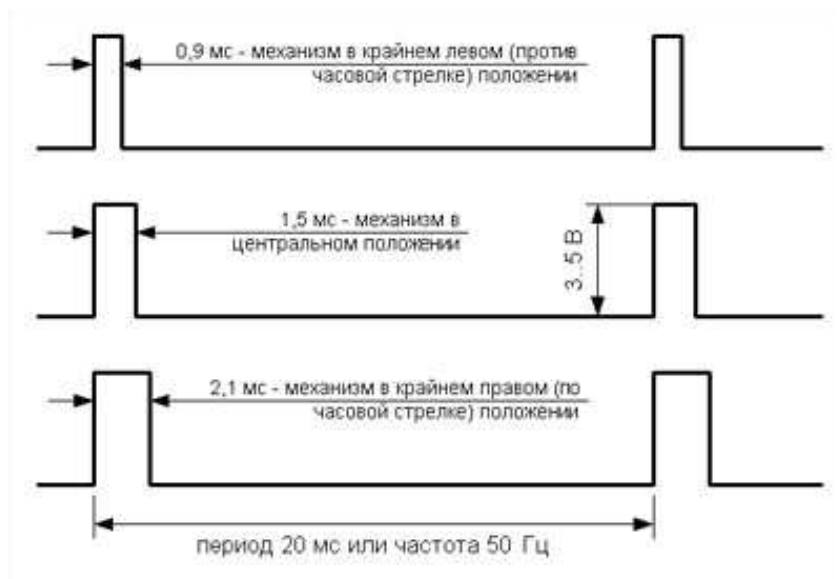 0,9 мс - механизм в крайнем левом (против
часовой стрелке) положении
1,5 мс - механизм в
центральном положении
3..5 В
2,1 мс - механизм в крайнем правом (по
часовой стрелке) положении
период 20 мс или частота 50 Гц